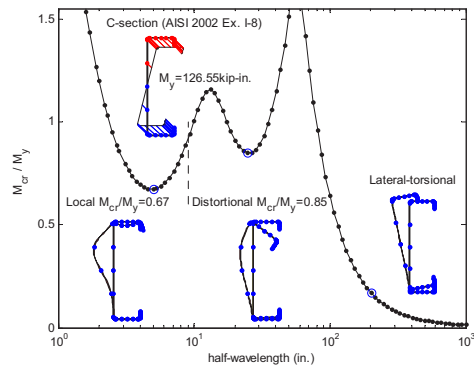 C-section (AISI 2002 Ex. I-8)
M_y=126.55kip-in.
Local M_cr/M_y=0.67
Distortional M_cr/M_y=0.85
Lateral-torsional
M_cr / M_y
1.5
1
0.5
0
10^0
10^1
10^2
10^3
half-wavelength (in.)